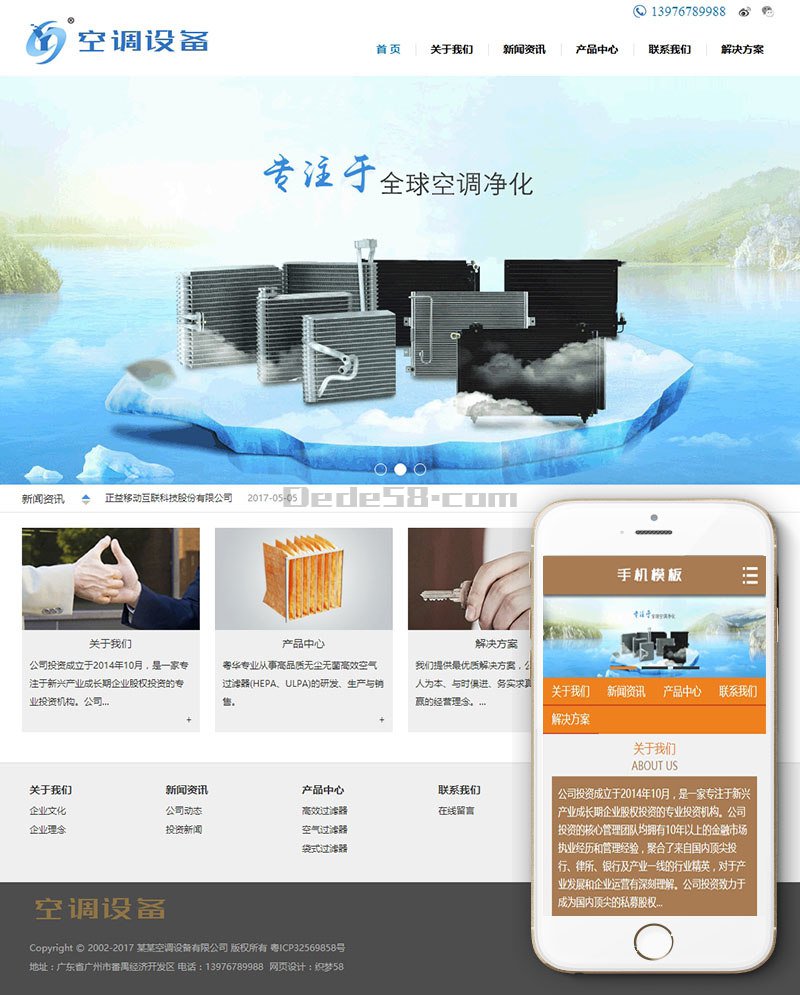 13976789988
® 空调设备
首 页 关于我们 新闻资讯 产品中心 联系我们 解决方案
专注于 全球空调净化
新闻资讯 正益移动互联科技股份有限公司 2017-05-05
Dede58.com
关于我们
公司投资成立于2014年10月，是一家专
注于新兴产业成长期企业股权投资的专
业投资机构。公司...
+
产品中心
粤华专业从事高品质无尘无菌高效空气
过滤器(HEPA、ULPA)的研发、生产与销
售。
+
解决方案
我们提供最优质解决方案，公
人为本、与时俱进、务实求真
赢的经营理念。...
关于我们
企业文化
企业理念
新闻资讯
公司动态
投资新闻
产品中心
高效过滤器
空气过滤器
袋式过滤器
联系我们
在线留言
空调设备
Copyright © 2002-2017 某某空调设备有限公司 版权所有 粤ICP32569858号
地址：广东省广州市番禺经济开发区 电话：13976789988 网页设计：织梦58
手机模板
专注于 全球空调净化
关于我们 新闻资讯 产品中心 联系我们
解决方案
关于我们
ABOUT US
公司投资成立于2014年10月，是一家专注于新兴
产业成长期企业股权投资的专业投资机构。公司
投资的核心管理团队均拥有10年以上的金融市场
执业经历和管理经验，聚合了来自国内顶尖投
行、律所、银行及产业一线的行业精英，对于产
业发展和企业运营有深刻理解。公司投资致力于
成为国内顶尖的私募股权...